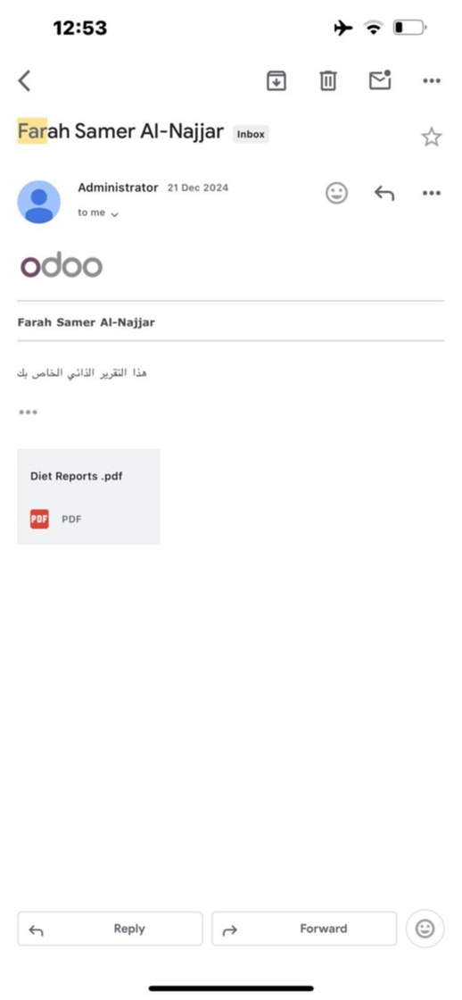 12:53
Farah Samer Al-Najjar Inbox
Administrator 21 Dec 2024
to me
odoo
Farah Samer Al-Najjar
هذا التقرير الذاتي الخاص بك
Diet Reports .pdf
PDF PDF
Reply Forward